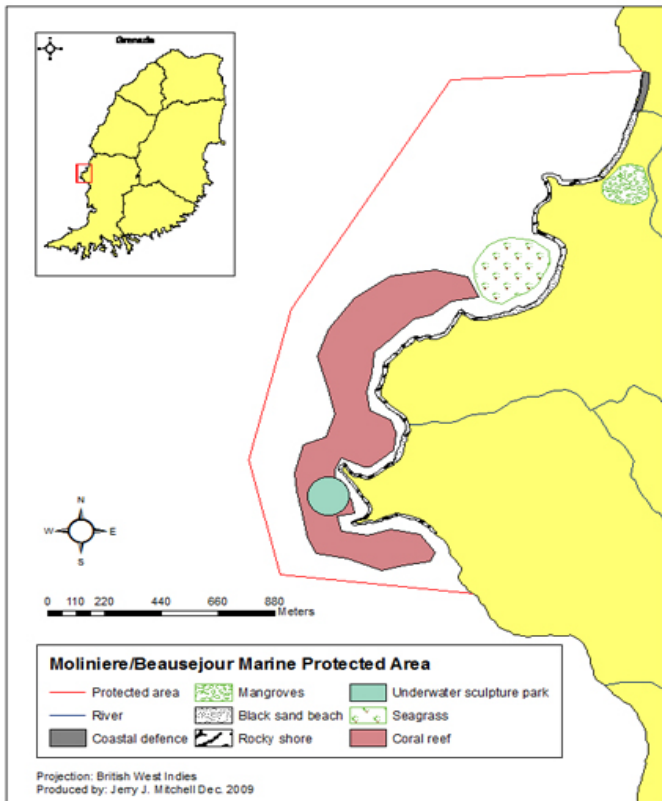 Grenada
N
W E
S
0 110 220 440 660 880
Meters
Moliniere/Beausejour Marine Protected Area
Protected area
Mangroves
Underwater sculpture park
River
Black sand beach
Seagrass
Coastal defence
Rocky shore
Coral reef
Projection: British West Indies
Produced by: Jerry J. Mitchell Dec. 2009